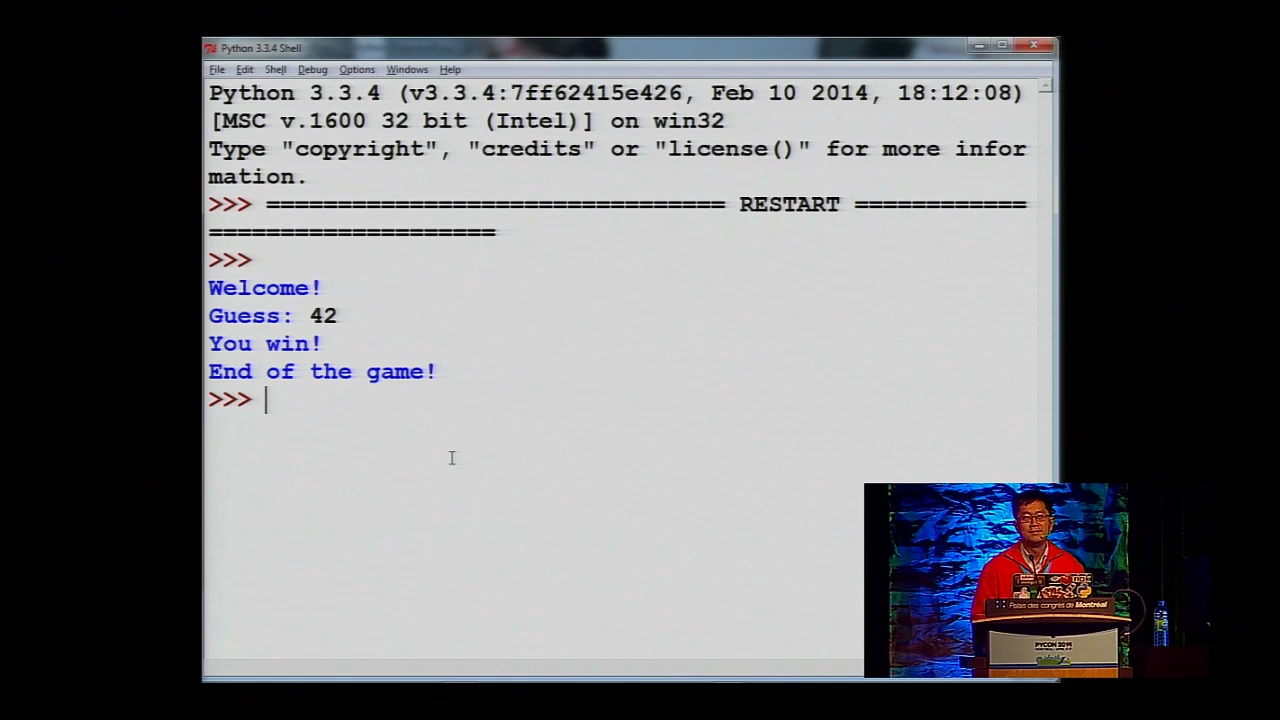 Python 3.3.4 Shell
File Edit Shell Debug Options Windows Help
Python 3.3.4 (v3.3.4:7ff62415e426, Feb 10 2014, 18:12:08)
[MSC v.1600 32 bit (Intel)] on win32
Type "copyright", "credits" or "license()" for more infor
mation.
>>> ================================ RESTART ============
====================
>>>
Welcome!
Guess: 42
You win!
End of the game!
>>>
Palais des congrès de Montréal
PYCON 2014